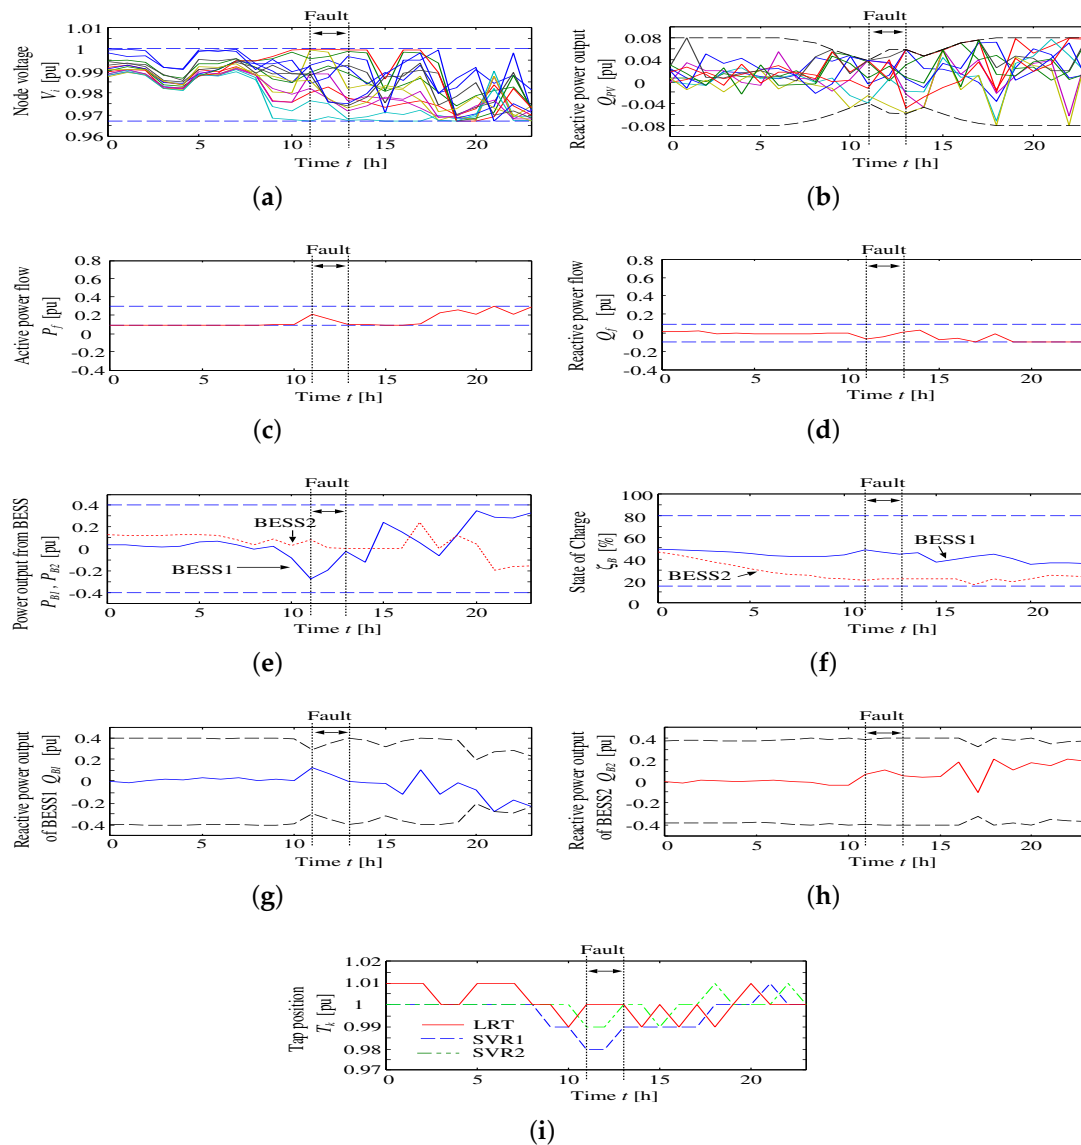 Fault
1.01
1
0.99
0.98
0.97
0.96
Node voltage
V_i [pu]
0 5 10 15 20
Time t [h]
(a)
Fault
0.08
0.04
0
-0.04
-0.08
Reactive power output
Q_PV [pu]
0 5 10 15 20
Time t [h]
(b)
Fault
0.8
0.6
0.4
0.2
0
-0.2
-0.4
Active power flow
P_f [pu]
0 5 10 15 20
Time t [h]
(c)
Fault
0.8
0.6
0.4
0.2
0
-0.2
-0.4
Reactive power flow
Q_f [pu]
0 5 10 15 20
Time t [h]
(d)
Fault
0.4
0.2
0
-0.2
-0.4
Power output from BESS
P_B1, P_B2 [pu]
BESS2
BESS1
0 5 10 15 20
Time t [h]
(e)
Fault
100
80
60
40
20
0
State of Charge
ζ_B [%]
BESS1
BESS2
0 5 10 15 20
Time t [h]
(f)
Fault
0.4
0.2
0
-0.2
-0.4
Reactive power output
of BESS1 Q_B1 [pu]
0 5 10 15 20
Time t [h]
(g)
Fault
0.4
0.2
0
-0.2
-0.4
Reactive power output
of BESS2 Q_B2 [pu]
0 5 10 15 20
Time t [h]
(h)
Fault
1.02
1.01
1
0.99
0.98
0.97
Tap position
T_k [pu]
LRT
SVR1
SVR2
0 5 10 15 20
Time t [h]
(i)